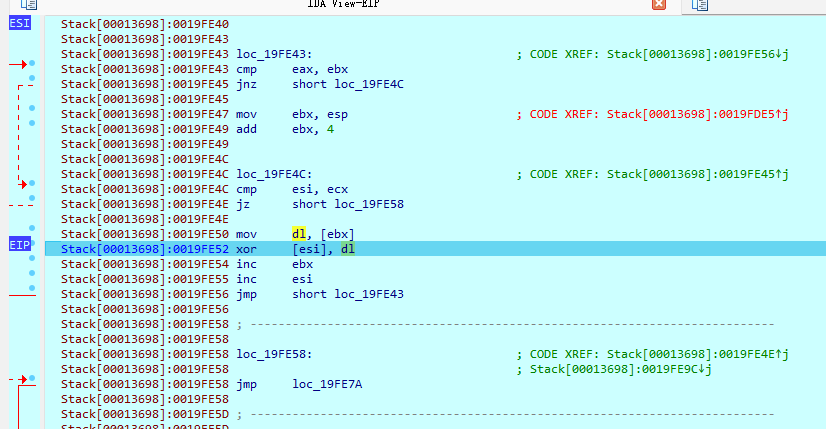 IDA View-EIP
ESI Stack[00013698]:0019FE40
Stack[00013698]:0019FE43
Stack[00013698]:0019FE43 loc_19FE43: ; CODE XREF: Stack[00013698]:0019FE56↓j
Stack[00013698]:0019FE43 cmp eax, ebx
Stack[00013698]:0019FE45 jnz short loc_19FE4C
Stack[00013698]:0019FE45
Stack[00013698]:0019FE47 mov ebx, esp ; CODE XREF: Stack[00013698]:0019FDE5↑j
Stack[00013698]:0019FE49 add ebx, 4
Stack[00013698]:0019FE49
Stack[00013698]:0019FE4C
Stack[00013698]:0019FE4C loc_19FE4C: ; CODE XREF: Stack[00013698]:0019FE45↑j
Stack[00013698]:0019FE4C cmp esi, ecx
Stack[00013698]:0019FE4E jz short loc_19FE58
Stack[00013698]:0019FE4E
Stack[00013698]:0019FE50 mov dl, [ebx]
EIP Stack[00013698]:0019FE52 xor [esi], dl
Stack[00013698]:0019FE54 inc ebx
Stack[00013698]:0019FE55 inc esi
Stack[00013698]:0019FE56 jmp short loc_19FE43
Stack[00013698]:0019FE56
Stack[00013698]:0019FE58 ; ---------------------------------------------------------------------------
Stack[00013698]:0019FE58
Stack[00013698]:0019FE58 loc_19FE58: ; CODE XREF: Stack[00013698]:0019FE4E↑j
Stack[00013698]:0019FE58 ; Stack[00013698]:0019FE9C↓j
Stack[00013698]:0019FE58 jmp loc_19FE7A
Stack[00013698]:0019FE58
Stack[00013698]:0019FE5D ; ---------------------------------------------------------------------------
Stack[00013698]:0019FE5D